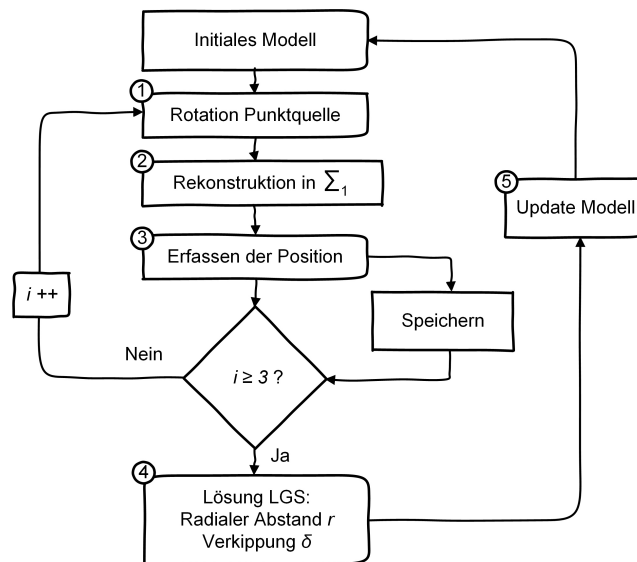 Initiales Modell
1
Rotation Punktquelle
2
Rekonstruktion in ∑1
3
Erfassen der Position
5
Update Modell
i ++
Speichern
Nein
i ≥ 3 ?
Ja
4
Lösung LGS:
Radialer Abstand r
Verkippung δ